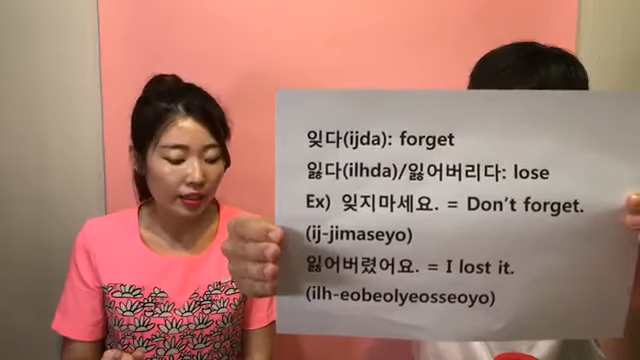 잊다(ijda): forget
잃다(ilhda)/잃어버리다: lose
Ex) 잊지마세요. = Don't forget.
(ij-jimaseyo)
잃어버렸어요. = I lost it.
(ilh-eobeolyeosseoyo)